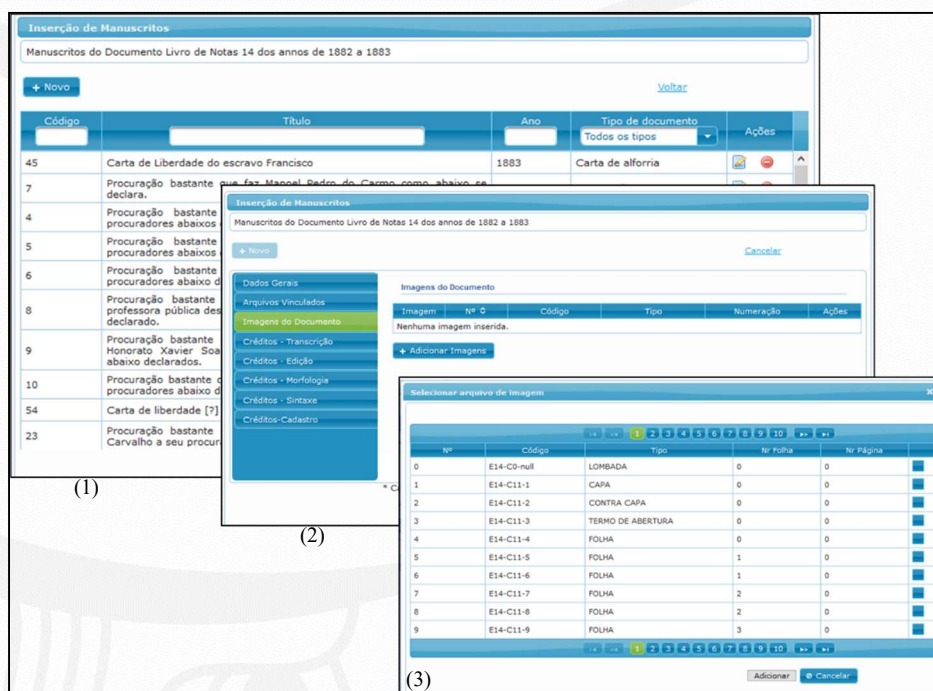 Inserção de Manuscritos
Manuscritos do Documento Livro de Notas 14 dos annos de 1882 a 1883
+ Novo
Voltar
Código Título Ano Tipo de documento Ações
Todos os tipos
45 Carta de Liberdade do escravo Francisco 1883 Carta de alforria
7 Procuração bastante que faz Manoel Pedro do Carmo como abaixo se
declara.
4 Procuração bastante
procuradores abaixos
5 Procuração bastante
procuradores abaixos
6 Procuração bastante
procuradores abaixo d
8 Procuração bastante
professora pública des
declarado.
9 Procuração bastante
Honorato Xavier Soa
abaixo declarados.
10 Procuração bastante
procuradores abaixo d
54 Carta de liberdade [?]
23 Procuração bastante
Carvalho a seu procur
(1)
Inserção de Manuscritos
Manuscritos do Documento Livro de Notas 14 dos annos de 1882 a 1883
+ Novo
Cancelar
Dados Gerais
Arquivos Vinculados
Imagens do Documento
Créditos - Transcrição
Créditos - Edição
Créditos - Morfologia
Créditos - Sintaxe
Créditos-Cadastro
Imagens do Documento
Imagem Nº Código Tipo Numeração Ações
Nenhuma imagem inserida.
+ Adicionar Imagens
* C
(2)
Selecionar arquivo de imagem x
1 2 3 4 5 6 7 8 9 10
Nº Código Tipo Nr Folha Nr Página
0 E14-C0-null LOMBADA 0 0
1 E14-C11-1 CAPA 0 0
2 E14-C11-2 CONTRA CAPA 0 0
3 E14-C11-3 TERMO DE ABERTURA 0 0
4 E14-C11-4 FOLHA 0 0
5 E14-C11-5 FOLHA 1 0
6 E14-C11-6 FOLHA 1 0
7 E14-C11-7 FOLHA 2 0
8 E14-C11-8 FOLHA 2 0
9 E14-C11-9 FOLHA 3 0
1 2 3 4 5 6 7 8 9 10
Adicionar Cancelar
(3)